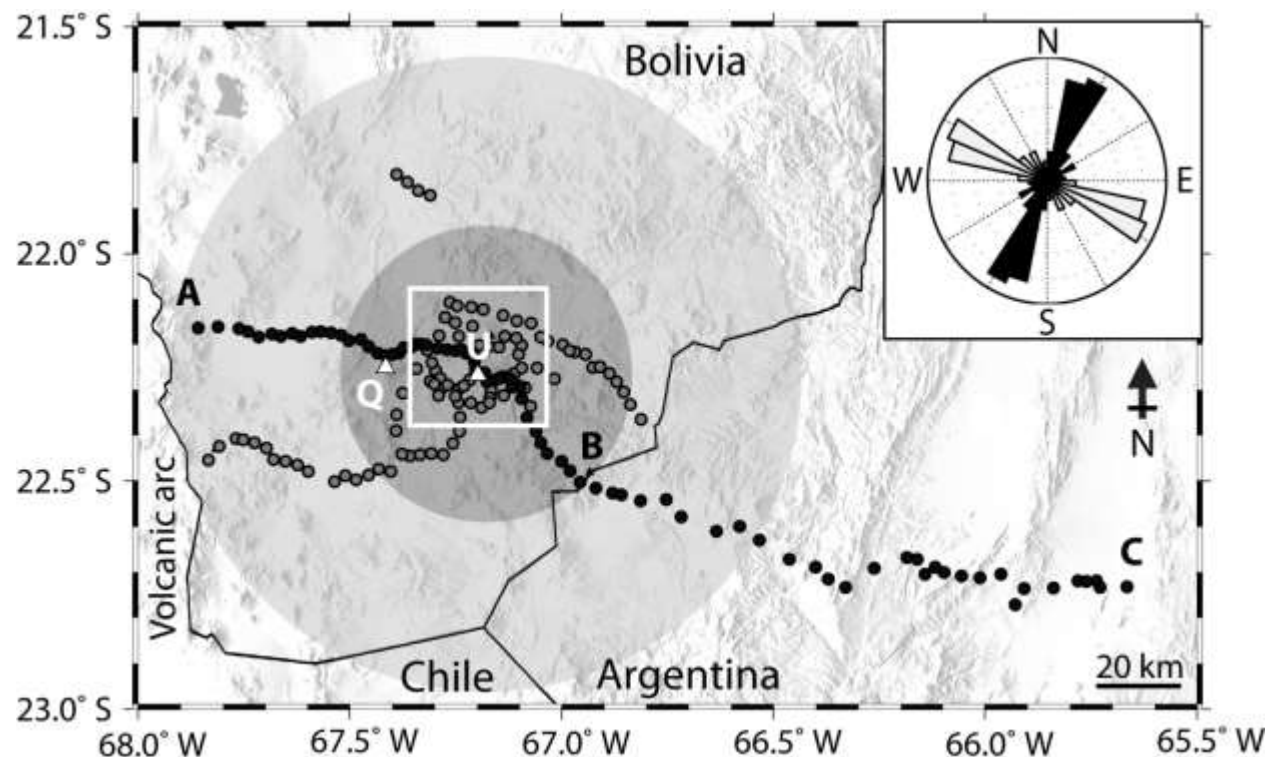 21.5° S
22.0° S
22.5° S
23.0° S
68.0° W
67.5° W
67.0° W
66.5° W
66.0° W
65.5° W
Bolivia
N
W
E
S
A
U
Q
N
B
C
Volcanic arc
Chile
Argentina
20 km